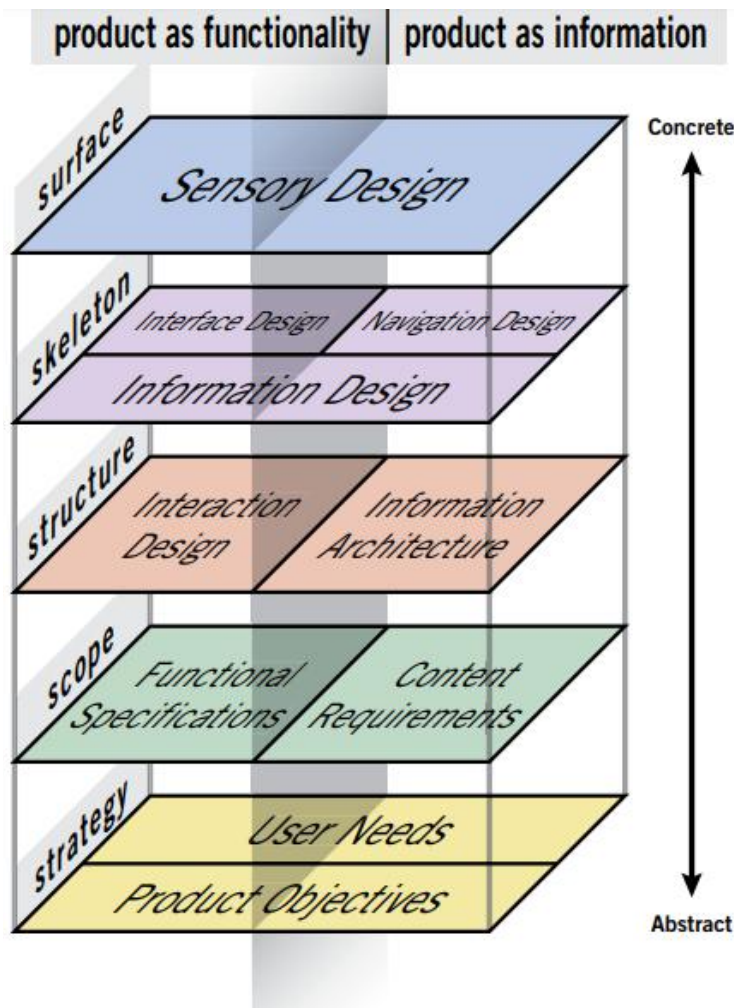 product as functionality
product as information
Concrete
surface
Sensory Design
skeleton
Interface Design
Navigation Design
Information Design
structure
Interaction
Design
Information
Architecture
scope
Functional
Specifications
Content
Requirements
strategy
User Needs
Product Objectives
Abstract